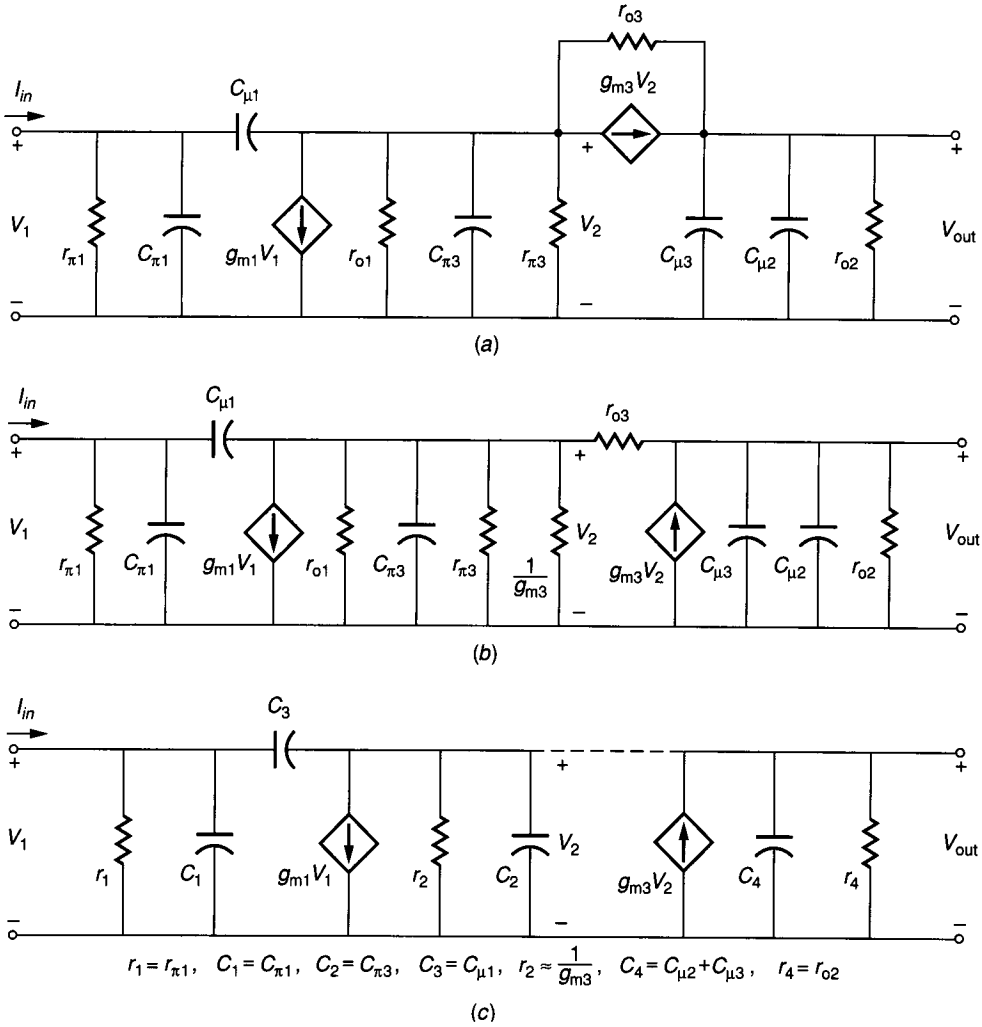 r_o3
I_in C_μ1 g_m3V_2
+ + +
V_1 r_π1 C_π1 g_m1V_1 r_o1 C_π3 r_π3 V_2 C_μ3 C_μ2 r_o2 V_out
− − −
(a)
I_in C_μ1 r_o3
+ + +
V_1 r_π1 C_π1 g_m1V_1 r_o1 C_π3 r_π3 1/g_m3 V_2 g_m3V_2 C_μ3 C_μ2 r_o2 V_out
− − −
(b)
I_in C_3
+ + +
V_1 r_1 C_1 g_m1V_1 r_2 C_2 V_2 g_m3V_2 C_4 r_4 V_out
− − −
r_1 = r_π1, C_1 = C_π1, C_2 = C_π3, C_3 = C_μ1, r_2 ≈ 1/g_m3, C_4 = C_μ2 + C_μ3, r_4 = r_o2
(c)